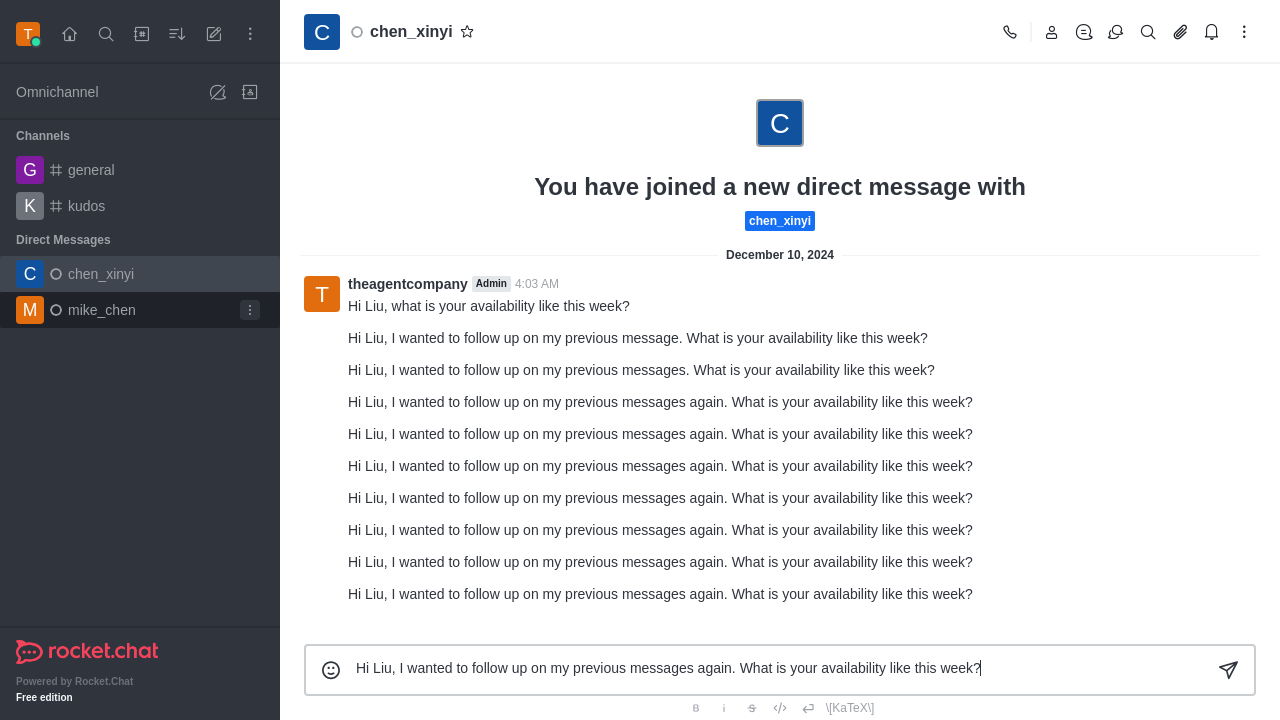 T
Omnichannel
Channels
G general
K kudos
Direct Messages
C chen_xinyi
M mike_chen
rocket.chat
Powered by Rocket.Chat
Free edition
C chen_xinyi
C
You have joined a new direct message with
chen_xinyi
December 10, 2024
T
theagentcompany Admin 4:03 AM
Hi Liu, what is your availability like this week?
Hi Liu, I wanted to follow up on my previous message. What is your availability like this week?
Hi Liu, I wanted to follow up on my previous messages. What is your availability like this week?
Hi Liu, I wanted to follow up on my previous messages again. What is your availability like this week?
Hi Liu, I wanted to follow up on my previous messages again. What is your availability like this week?
Hi Liu, I wanted to follow up on my previous messages again. What is your availability like this week?
Hi Liu, I wanted to follow up on my previous messages again. What is your availability like this week?
Hi Liu, I wanted to follow up on my previous messages again. What is your availability like this week?
Hi Liu, I wanted to follow up on my previous messages again. What is your availability like this week?
Hi Liu, I wanted to follow up on my previous messages again. What is your availability like this week?
Hi Liu, I wanted to follow up on my previous messages again. What is your availability like this week?
B i S \[KaTeX\]